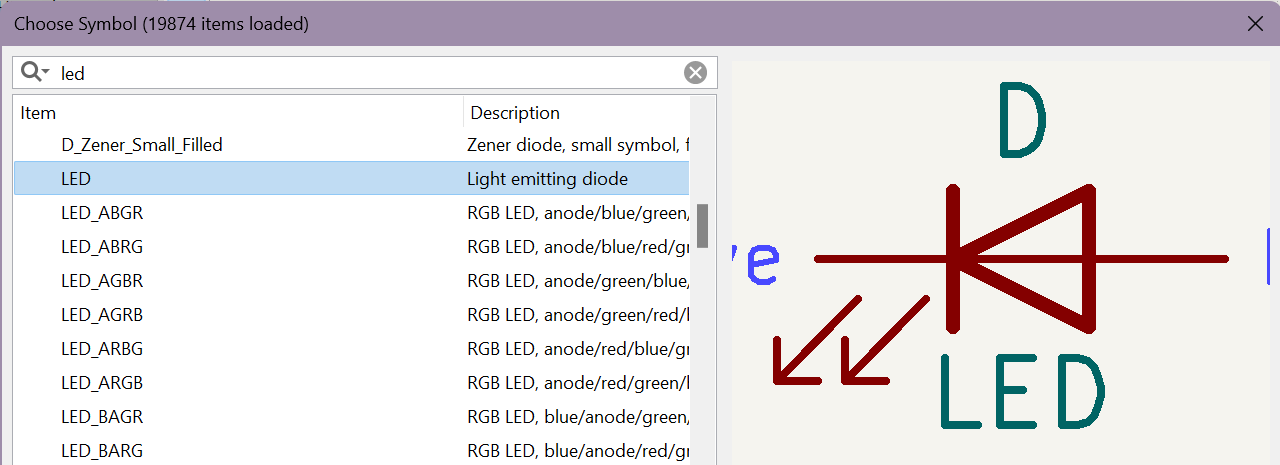 Choose Symbol (19874 items loaded)
led
Item Description
D_Zener_Small_Filled Zener diode, small symbol, f
LED Light emitting diode
LED_ABGR RGB LED, anode/blue/green/
LED_ABRG RGB LED, anode/blue/red/gr
LED_AGBR RGB LED, anode/green/blue,
LED_AGRB RGB LED, anode/green/red/l
LED_ARBG RGB LED, anode/red/blue/gr
LED_ARGB RGB LED, anode/red/green/l
LED_BAGR RGB LED, blue/anode/green,
LED_BARG RGB LED, blue/anode/red/gr
D
ve
LED